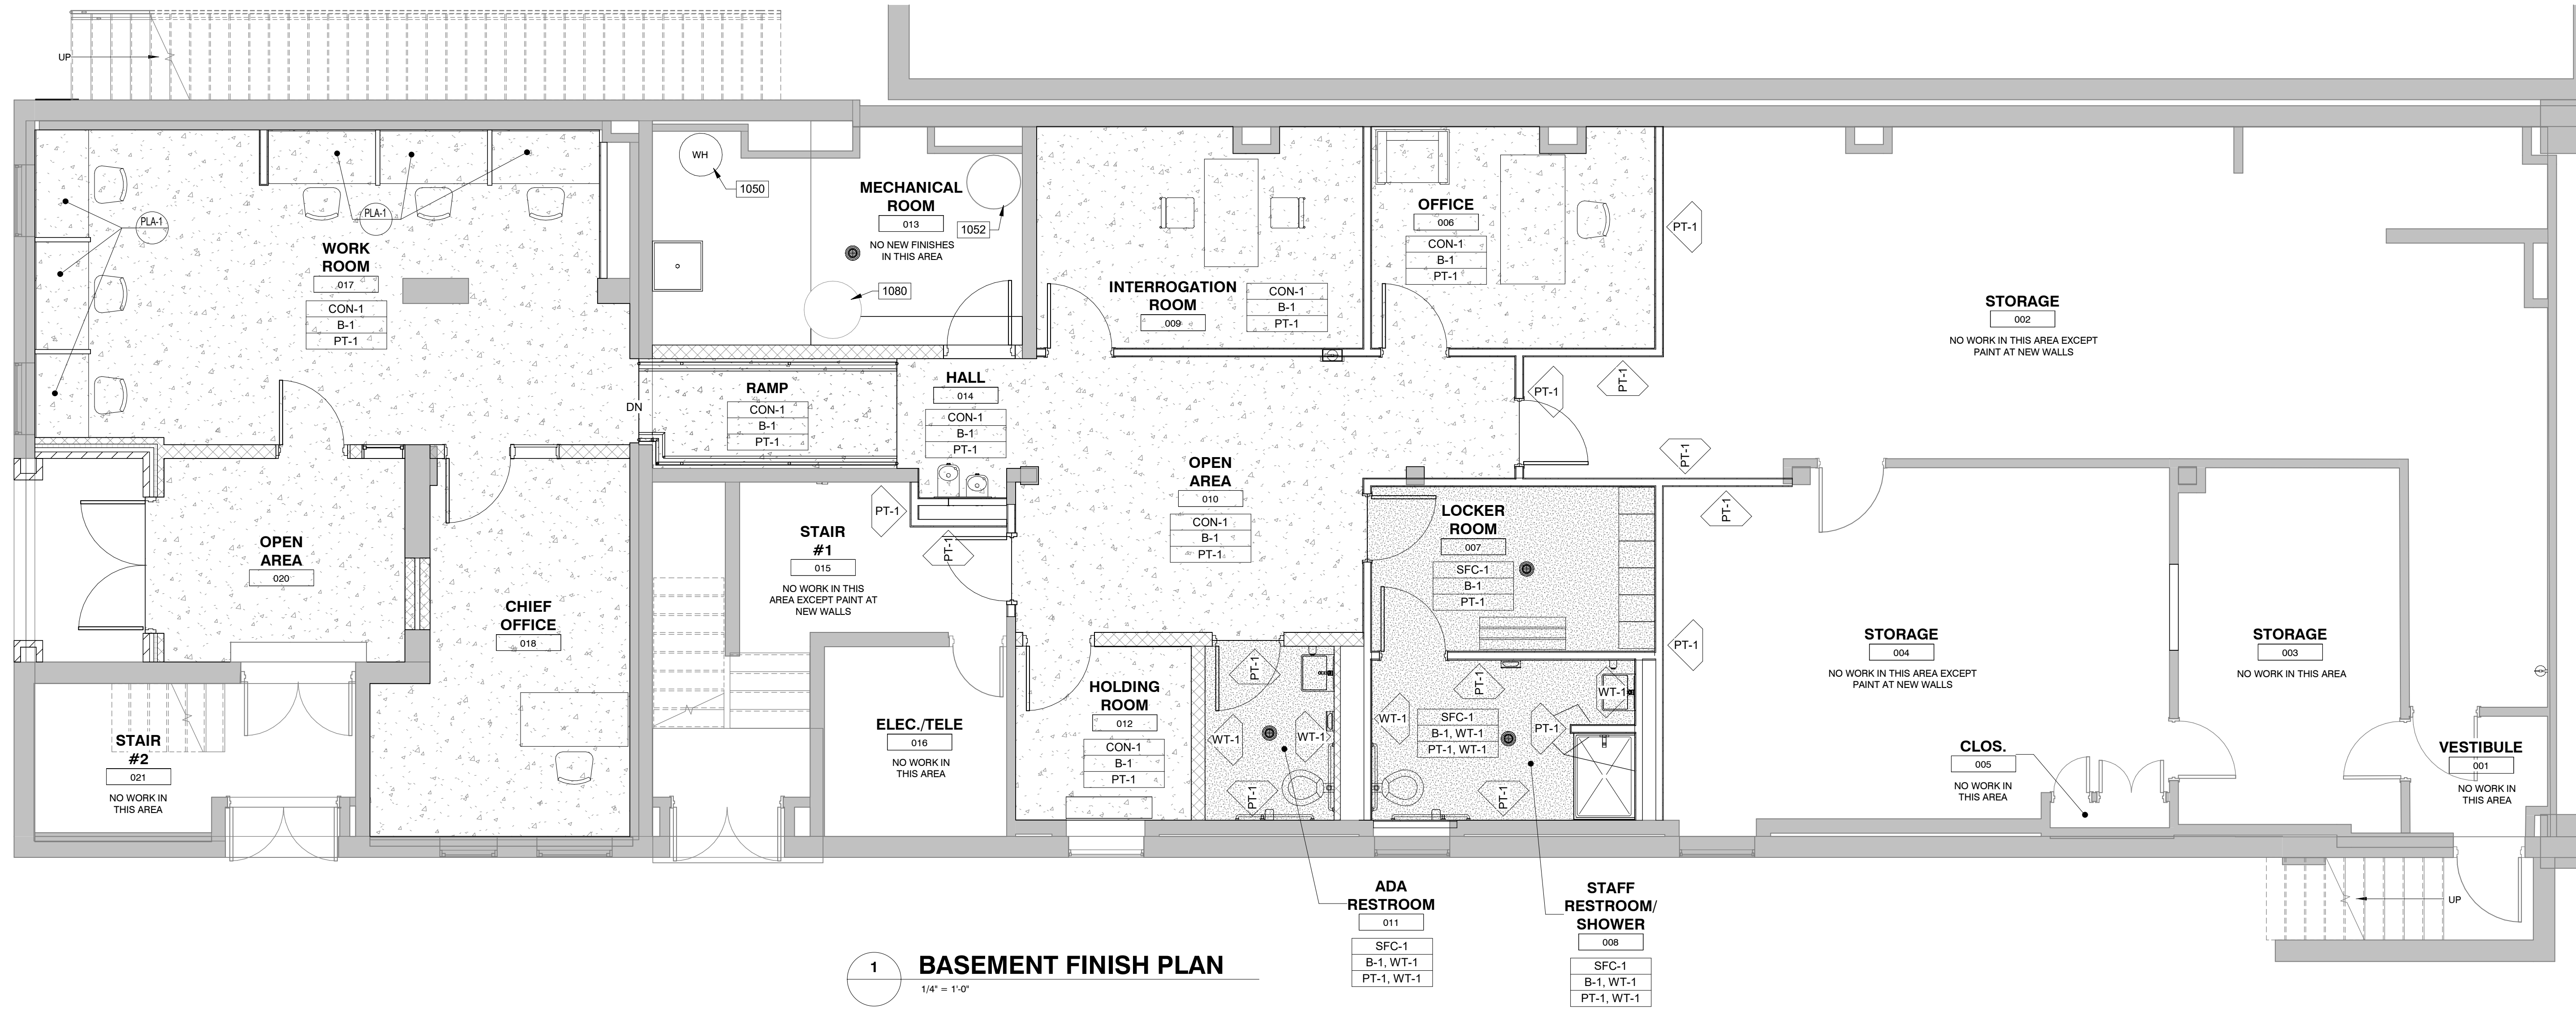 UP
WORK
ROOM
017
CON-1
B-1
PT-1
PLA-1
PLA-1
WH
1050
MECHANICAL
ROOM
013
NO NEW FINISHES
IN THIS AREA
1052
1080
INTERROGATION
ROOM
009
CON-1
B-1
PT-1
OFFICE
006
CON-1
B-1
PT-1
PT-1
STORAGE
002
NO WORK IN THIS AREA EXCEPT
PAINT AT NEW WALLS
DN
RAMP
CON-1
B-1
PT-1
HALL
014
CON-1
B-1
PT-1
PT-1
PT-1
PT-1
PT-1
OPEN
AREA
010
CON-1
B-1
PT-1
LOCKER
ROOM
007
SFC-1
B-1
PT-1
OPEN
AREA
020
CHIEF
OFFICE
018
STAIR
#1
015
NO WORK IN THIS
AREA EXCEPT PAINT AT
NEW WALLS
PT-1
PT-1
PT-1
STORAGE
004
NO WORK IN THIS AREA EXCEPT
PAINT AT NEW WALLS
STORAGE
003
NO WORK IN THIS AREA
STAIR
#2
021
NO WORK IN
THIS AREA
ELEC./TELE
016
NO WORK IN
THIS AREA
HOLDING
ROOM
012
CON-1
B-1
PT-1
PT-1
WT-1
WT-1
PT-1
PT-1
WT-1
WT-1
SFC-1
B-1, WT-1
PT-1, WT-1
PT-1
PT-1
CLOS.
005
NO WORK IN
THIS AREA
VESTIBULE
001
NO WORK IN
THIS AREA
UP
ADA
RESTROOM
011
SFC-1
B-1, WT-1
PT-1, WT-1
STAFF
RESTROOM/
SHOWER
008
SFC-1
B-1, WT-1
PT-1, WT-1
1
BASEMENT FINISH PLAN
1/4" = 1'-0"